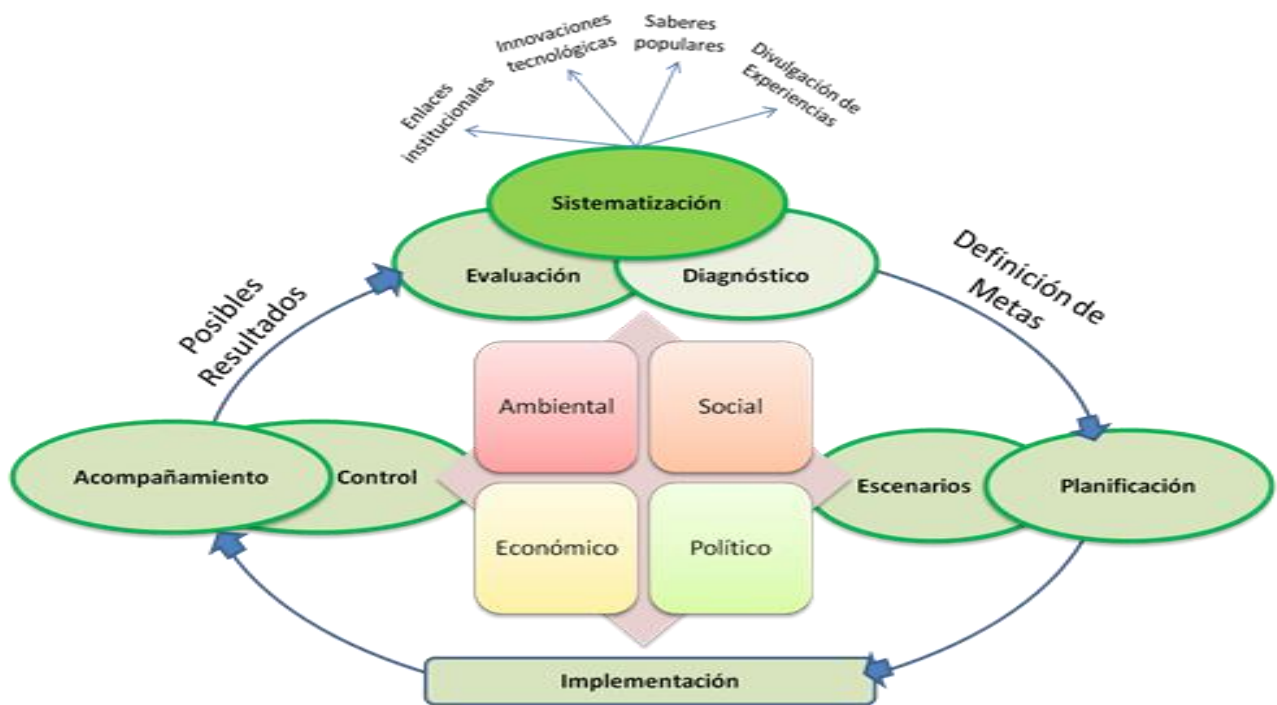 Enlaces
institucionales
Innovaciones
tecnológicas
Saberes
populares
Divulgación de
Experiencias
Sistematización
Evaluación
Diagnóstico
Posibles
Resultados
Definición de
Metas
Ambiental
Social
Acompañamiento
Control
Escenarios
Planificación
Económico
Político
Implementación